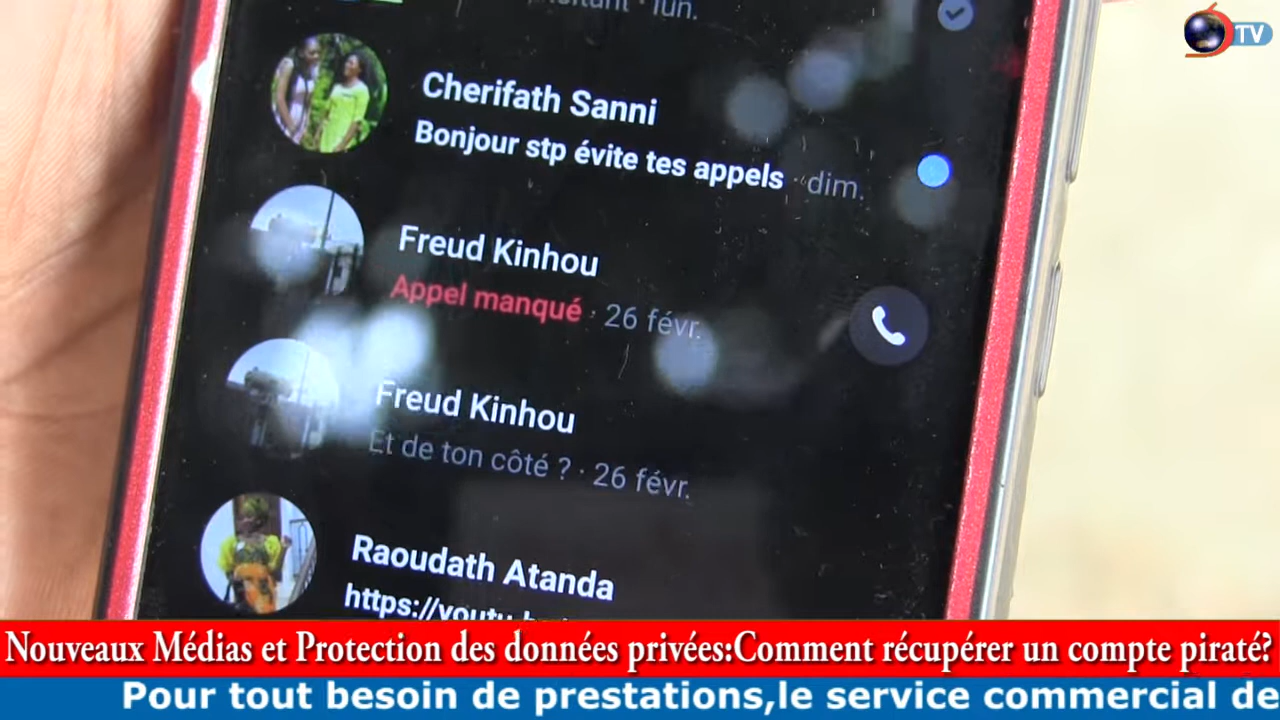 lun.
TV
Cherifath Sanni
Bonjour stp évite tes appels · dim.
Freud Kinhou
Appel manqué · 26 févr.
Freud Kinhou
Et de ton côté ? · 26 févr.
Raoudath Atanda
Nouveaux Médias et Protection des données privées:Comment récupérer un compte piraté?
Pour tout besoin de prestations,le service commercial de